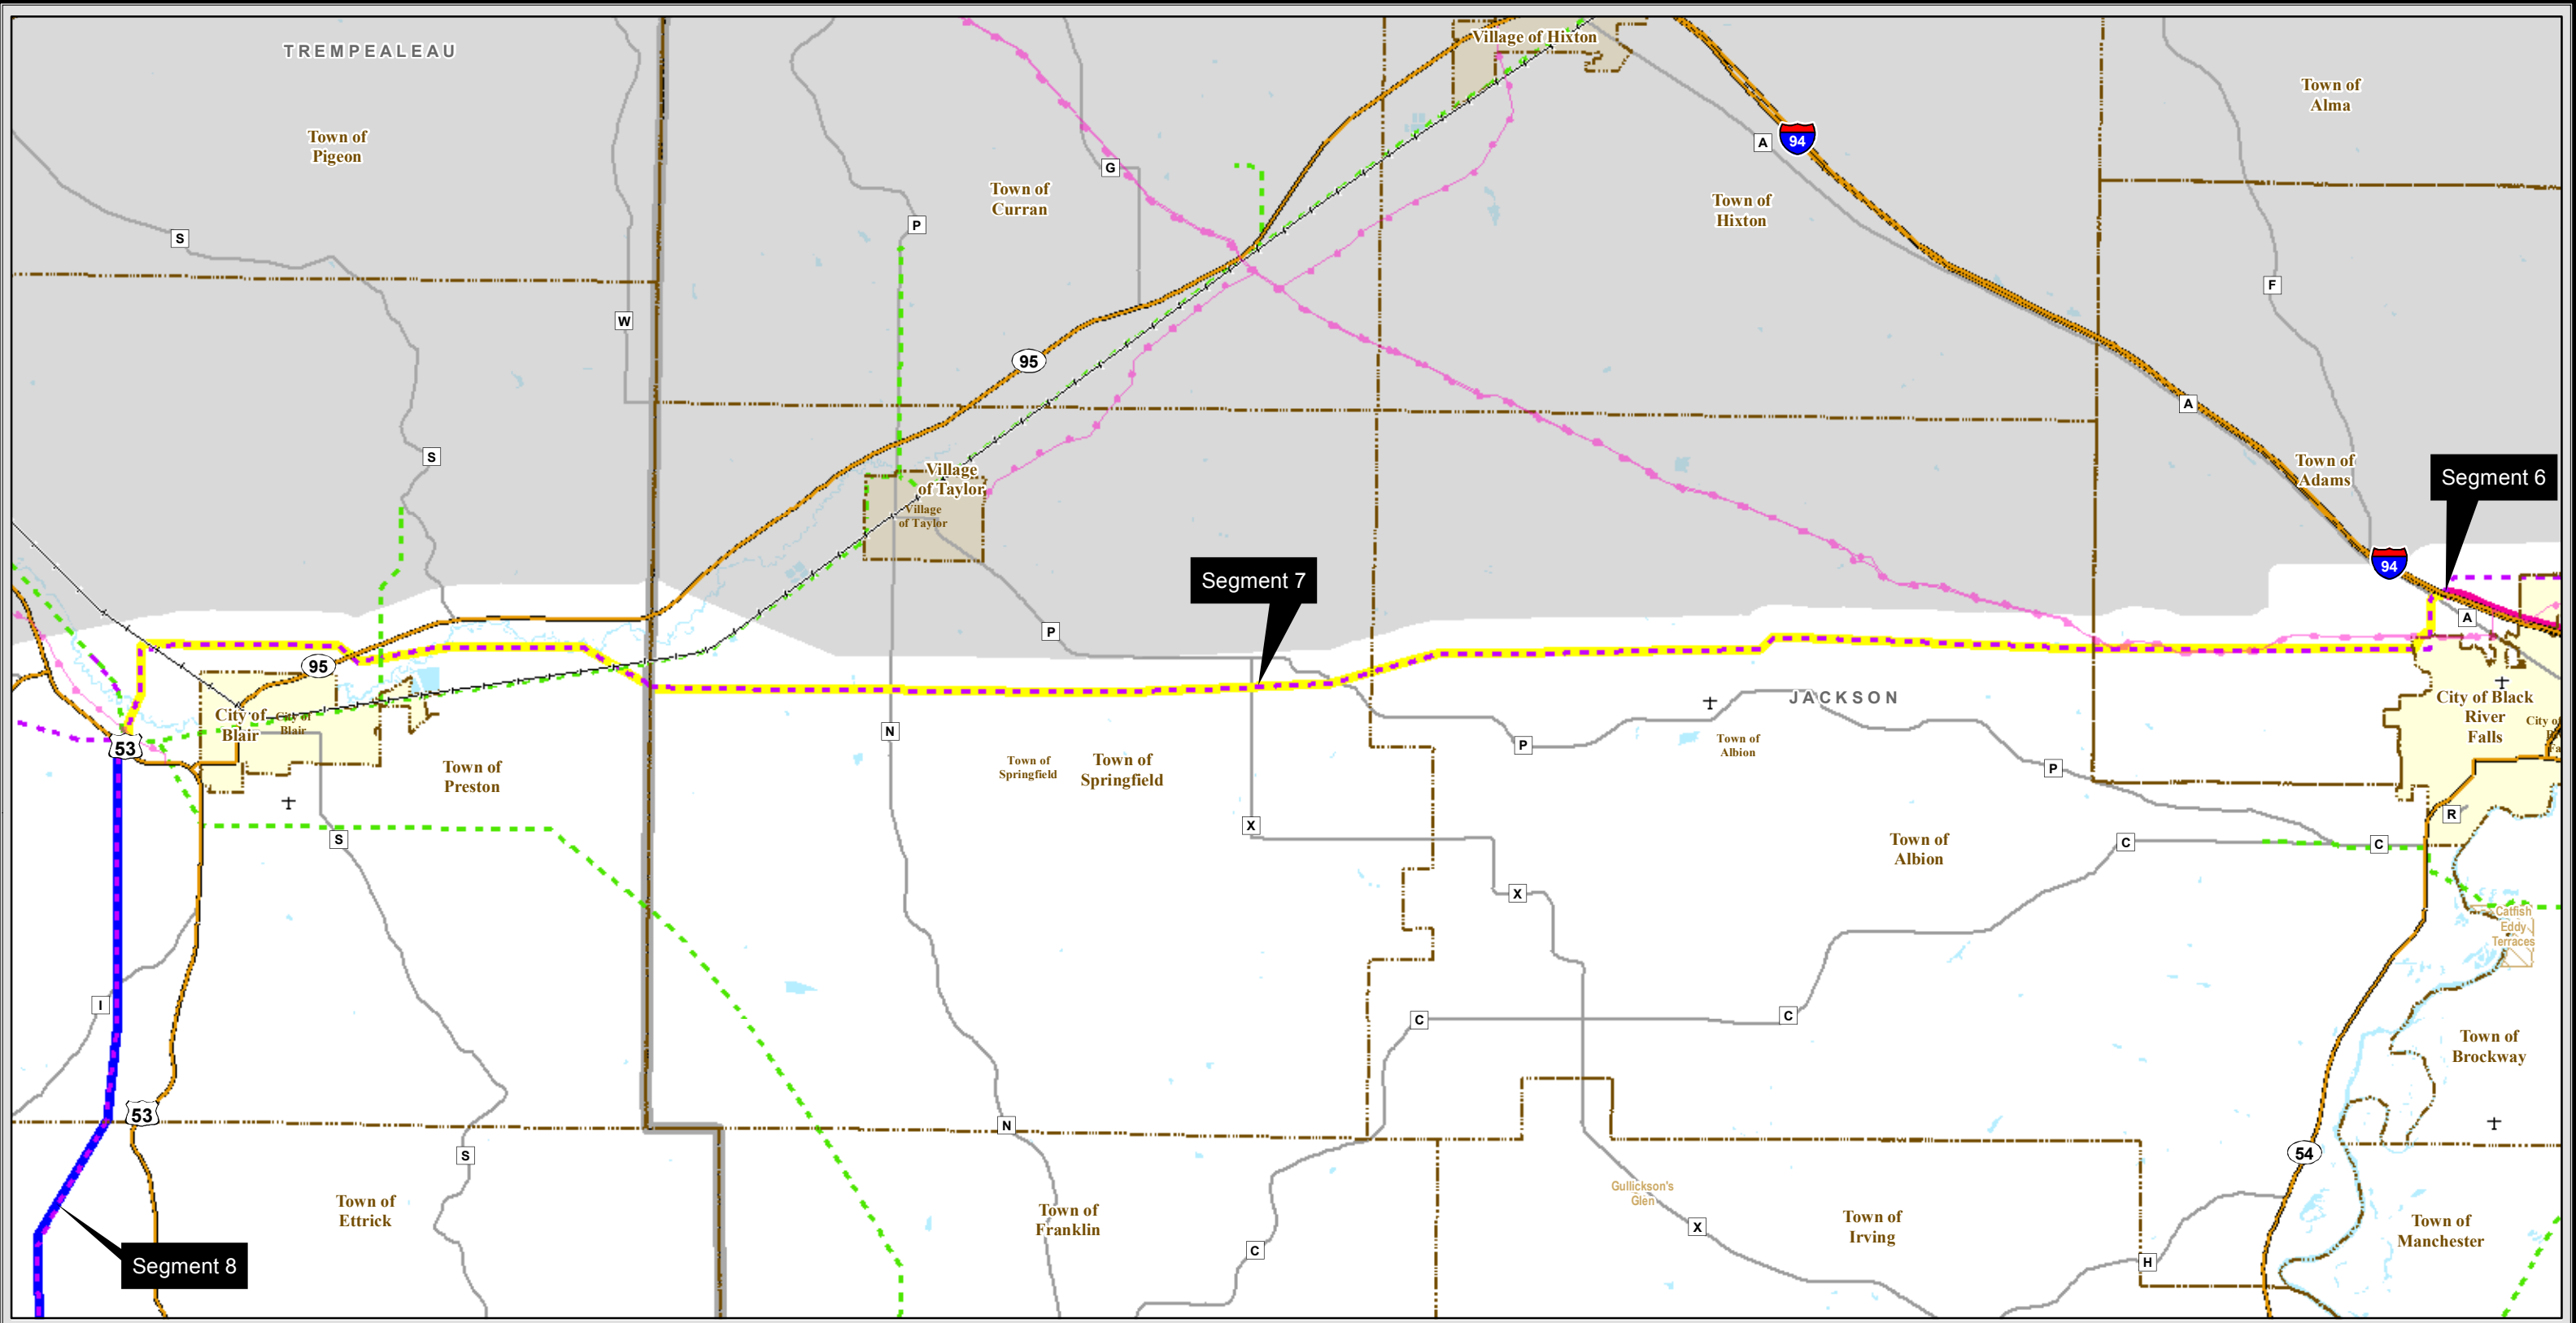 TREMPEALEAU
Village of Hixton
Town of
Alma
94
A
Town of
Pigeon
G
Town of
Curran
Town of
Hixton
P
S
F
W
95
A
S
Village
of Taylor
Village
of Taylor
Town of
Adams
Segment 6
94
Segment 7
A
P
95
JACKSON
City of Black
River
Falls
City of
Blair
City of
Blair
53
N
P
Town of
Springfield
Town of
Springfield
Town of
Albion
P
Town of
Preston
S
X
Town of
Albion
C
C
R
X
Catfish
Eddy
Terraces
I
C
C
Town of
Brockway
53
N
S
54
Town of
Ettrick
Town of
Franklin
Gullickson's
Glen
X
Town of
Irving
Town of
Manchester
C
H
Segment 8